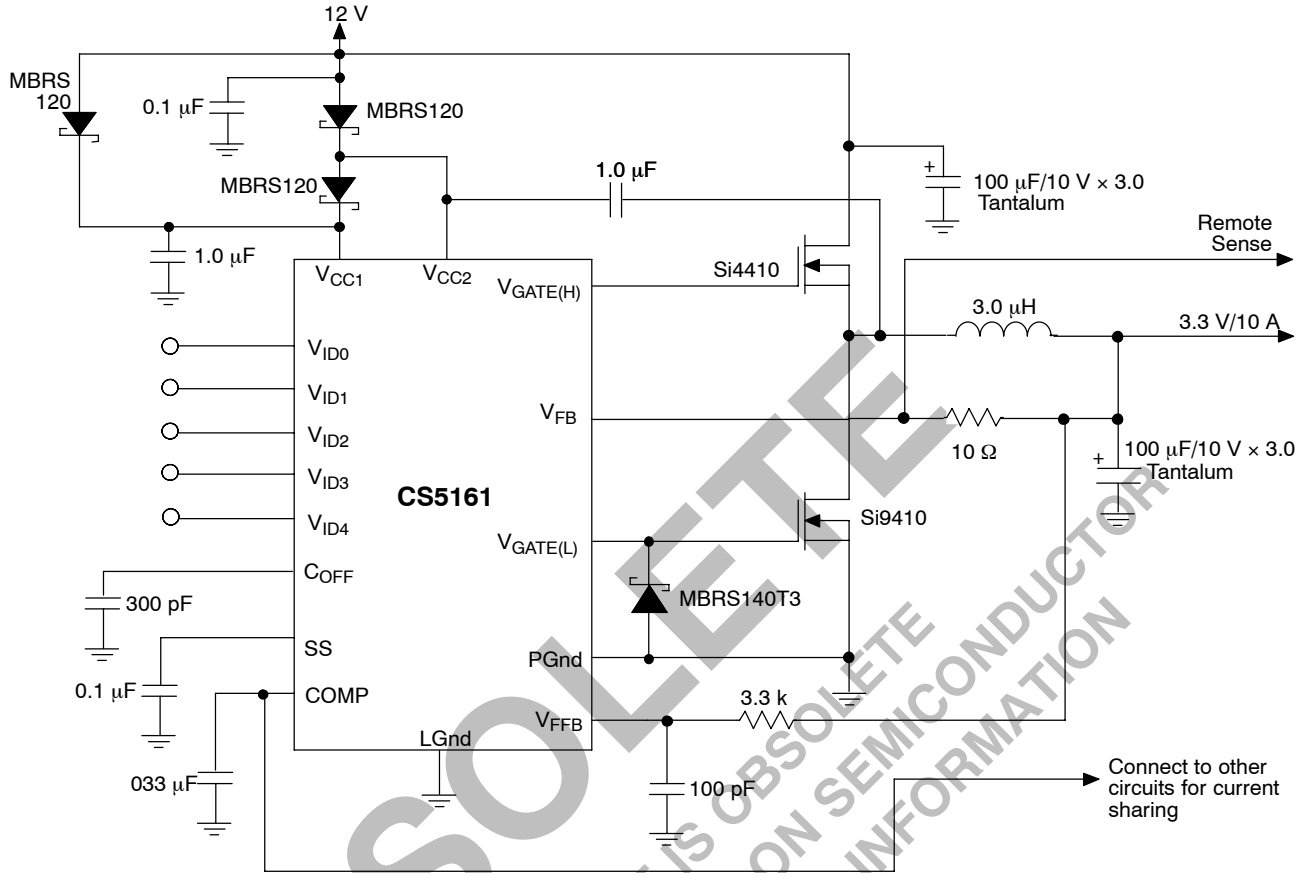 12 V
MBRS
120
0.1 μF
MBRS120
MBRS120
1.0 μF
1.0 μF
+
100 μF/10 V × 3.0
Tantalum
Remote
Sense
VCC1
VCC2
VGATE(H)
Si4410
3.0 μH
3.3 V/10 A
VID0
VID1
VID2
VID3
VID4
VFB
10 Ω
+
100 μF/10 V × 3.0
Tantalum
CS5161
VGATE(L)
Si9410
COFF
300 pF
MBRS140T3
SS
0.1 μF
PGnd
COMP
3.3 k
VFFB
LGnd
033 μF
100 pF
Connect to other
circuits for current
sharing
SOLETE
IS OBSOLETE
ON SEMICONDUCTOR
INFORMATION